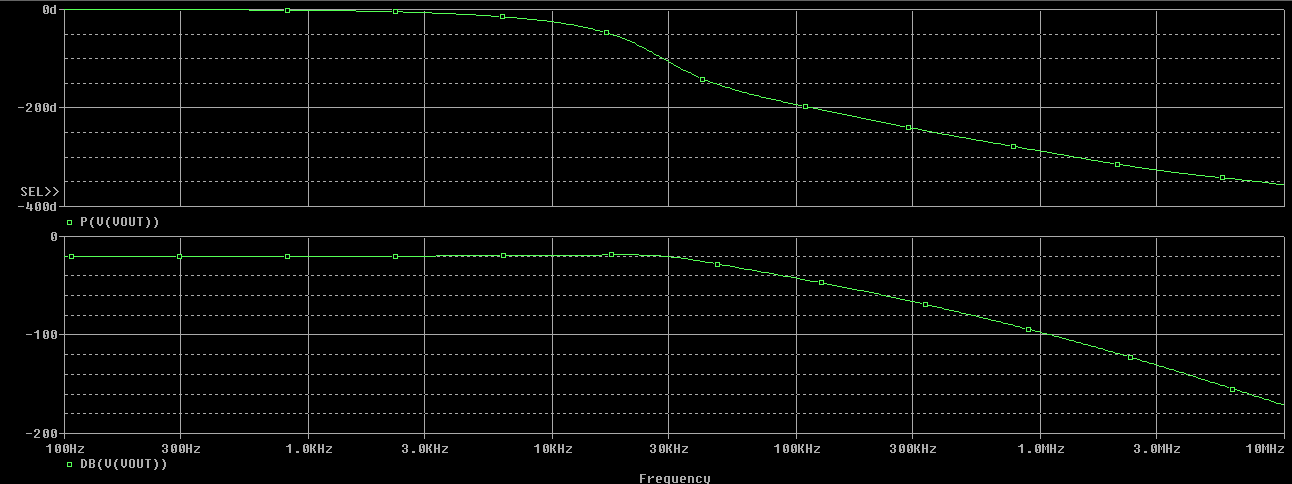 0d
-200d
SEL>>
-400d
P(V(VOUT))
0
-100
-200
100Hz 300Hz 1.0KHz 3.0KHz 10KHz 30KHz 100KHz 300KHz 1.0MHz 3.0MHz 10MHz
DB(V(VOUT))
Frequency